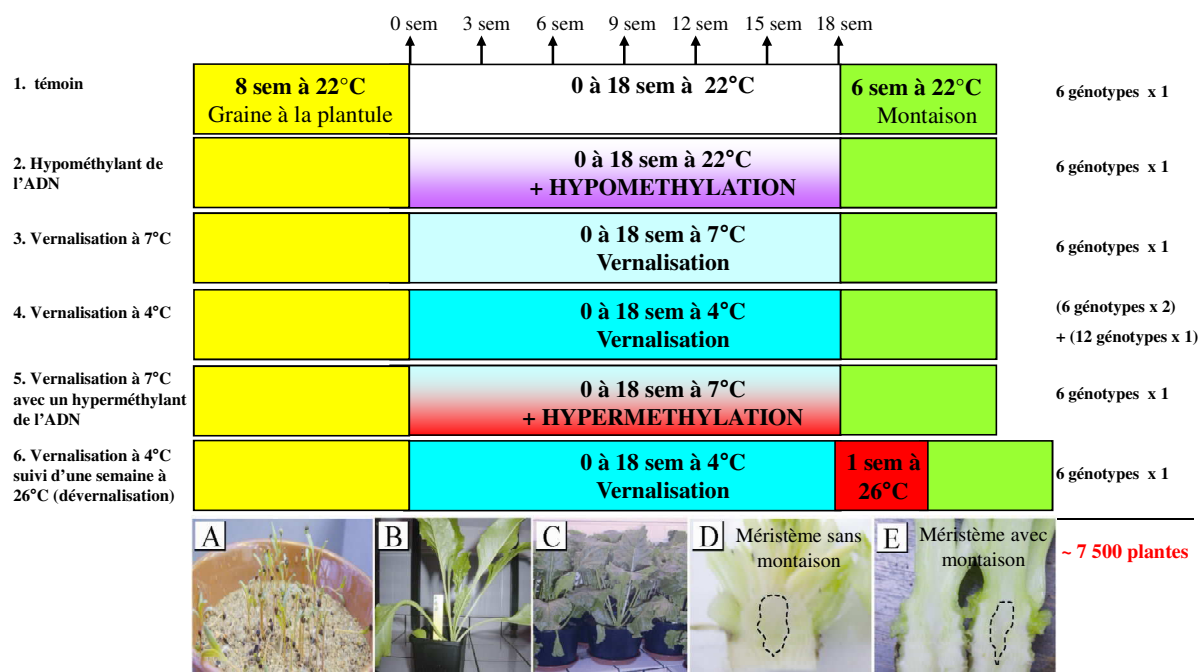 0 sem 3 sem 6 sem 9 sem 12 sem 15 sem 18 sem
1. témoin
8 sem à 22°C
Graine à la plantule
0 à 18 sem à 22°C
6 sem à 22°C
Montaison
6 génotypes x 1
2. Hypométhylant de
l'ADN
0 à 18 sem à 22°C
+ HYPOMETHYLATION
6 génotypes x 1
3. Vernalisation à 7°C
0 à 18 sem à 7°C
Vernalisation
6 génotypes x 1
4. Vernalisation à 4°C
0 à 18 sem à 4°C
Vernalisation
(6 génotypes x 2)
+ (12 génotypes x 1)
5. Vernalisation à 7°C
avec un hyperméthylant
de l'ADN
0 à 18 sem à 7°C
+ HYPERMETHYLATION
6 génotypes x 1
6. Vernalisation à 4°C
suivi d'une semaine à
26°C (dévernalisation)
0 à 18 sem à 4°C
Vernalisation
1 sem à
26°C
6 génotypes x 1
A
B
C
D
Méristème sans
montaison
E
Méristème avec
montaison
~ 7 500 plantes